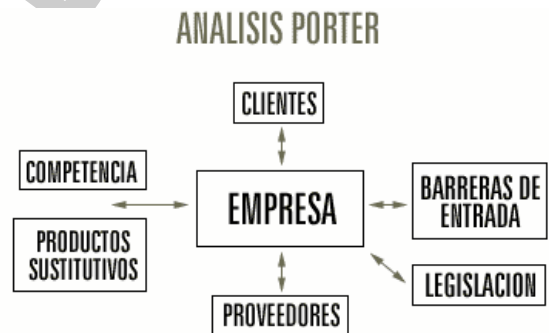 ANALISIS PORTER
CLIENTES
COMPETENCIA
EMPRESA
BARRERAS DE
ENTRADA
PRODUCTOS
SUSTITUTIVOS
LEGISLACION
PROVEEDORES